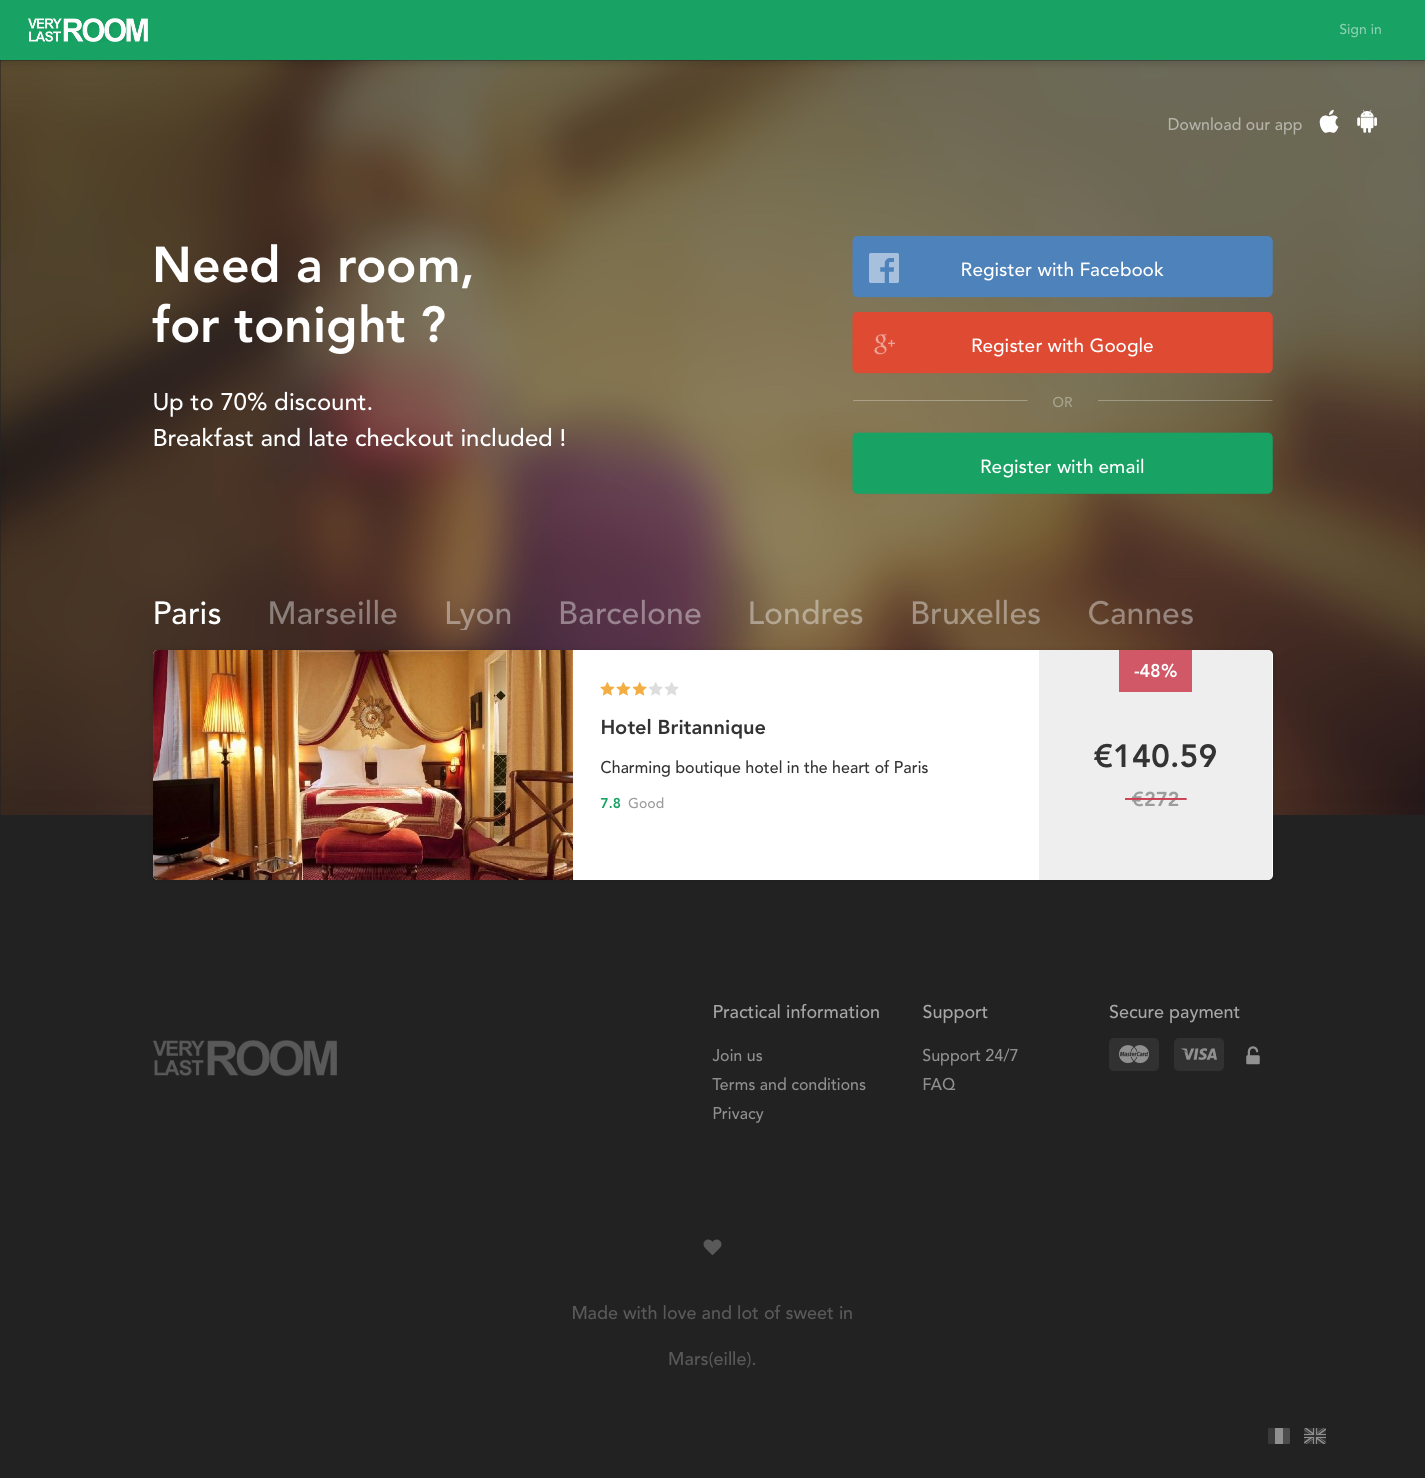 VERY
LAST ROOM
Sign in
Download our app
Need a room,
for tonight ?
Up to 70% discount.
Breakfast and late checkout included !
Register with Facebook
g+ Register with Google
OR
Register with email
Paris Marseille Lyon Barcelone Londres Bruxelles Cannes
-48%
Hotel Britannique
Charming boutique hotel in the heart of Paris
7.8 Good
€140.59
€272
Practical information
Join us
Terms and conditions
Privacy
Support
Support 24/7
FAQ
Secure payment
MasterCard VISA
VERY
LAST ROOM
Made with love and lot of sweet in
Mars(eille).